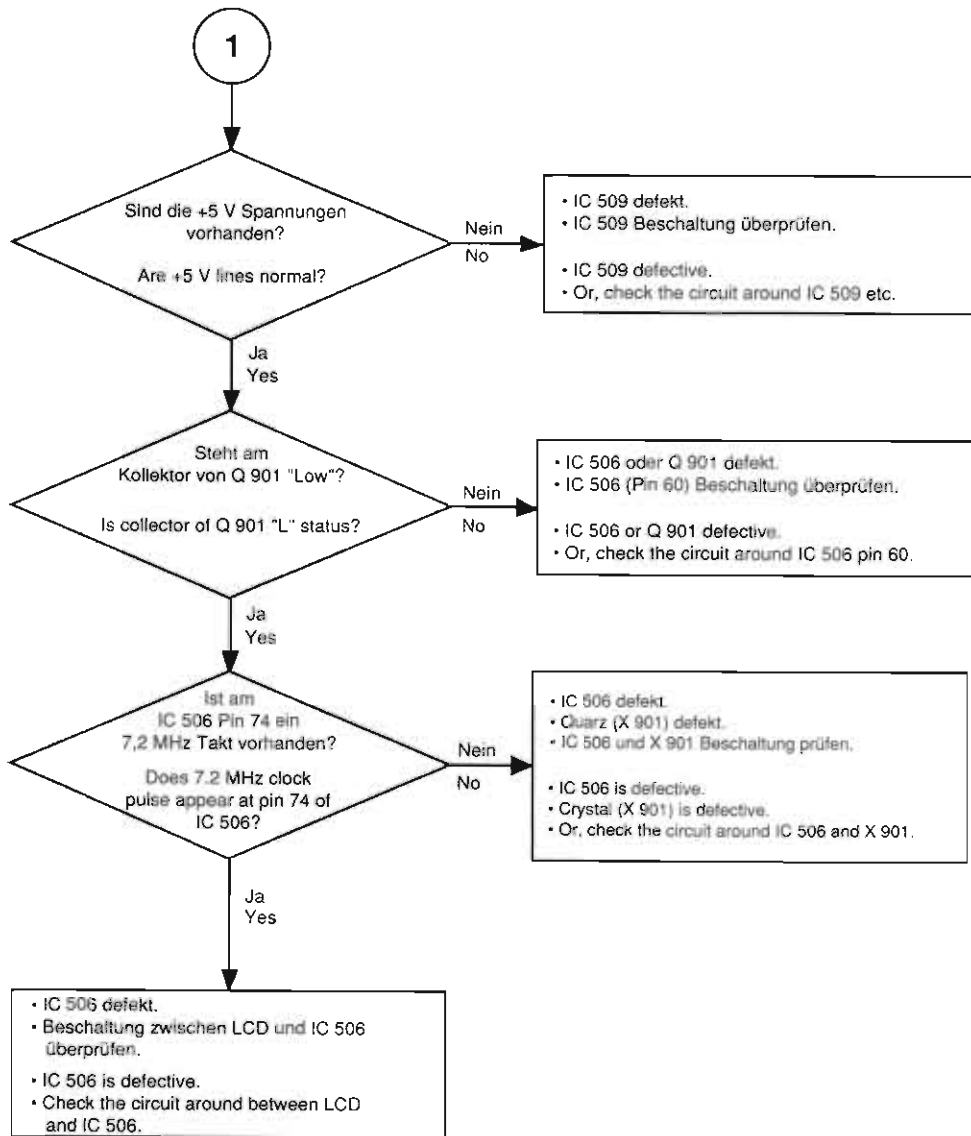 1
Sind die +5 V Spannungen
vorhanden?
Are +5 V lines normal?
Nein
No
• IC 509 defekt.
• IC 509 Beschaltung überprüfen.
• IC 509 defective.
• Or, check the circuit around IC 509 etc.
Ja
Yes
Steht am
Kollektor von Q 901 "Low"?
Is collector of Q 901 "L" status?
Nein
No
• IC 506 oder Q 901 defekt.
• IC 506 (Pin 60) Beschaltung überprüfen.
• IC 506 or Q 901 defective.
• Or, check the circuit around IC 506 pin 60.
Ja
Yes
Ist am
IC 506 Pin 74 ein
7,2 MHz Takt vorhanden?
Does 7.2 MHz clock
pulse appear at pin 74 of
IC 506?
Nein
No
• IC 506 defekt.
• Quarz (X 901) defekt.
• IC 506 und X 901 Beschaltung prüfen.
• IC 506 is defective.
• Crystal (X 901) is defective.
• Or, check the circuit around IC 506 and X 901.
Ja
Yes
• IC 506 defekt.
• Beschaltung zwischen LCD und IC 506
überprüfen.
• IC 506 is defective.
• Check the circuit around between LCD
and IC 506.